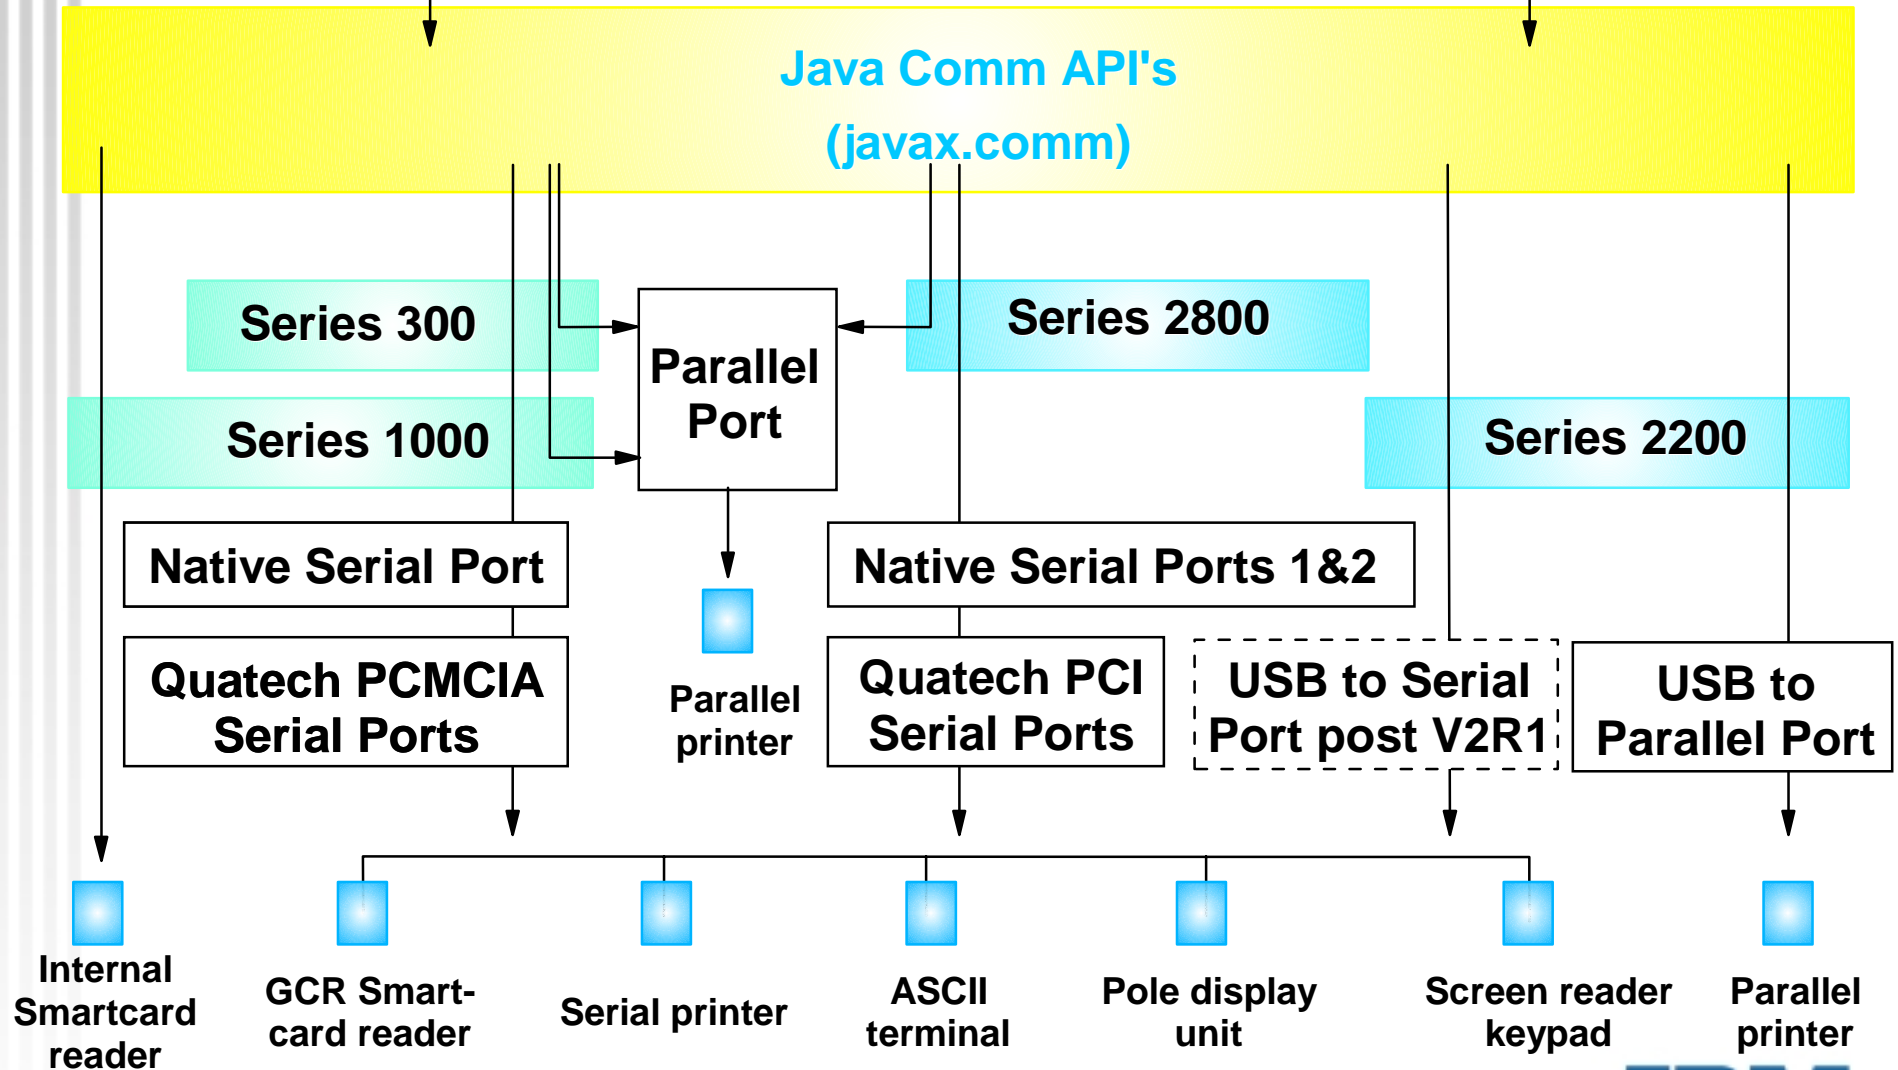 Java Comm API's
(javax.comm)
Series 300
Series 2800
Parallel
Port
Series 1000
Series 2200
Native Serial Port
Native Serial Ports 1&2
Quatech PCMCIA
Serial Ports
Parallel
printer
Quatech PCI
Serial Ports
USB to Serial
Port post V2R1
USB to
Parallel Port
Internal
Smartcard
reader
GCR Smart-
card reader
Serial printer
ASCII
terminal
Pole display
unit
Screen reader
keypad
Parallel
printer